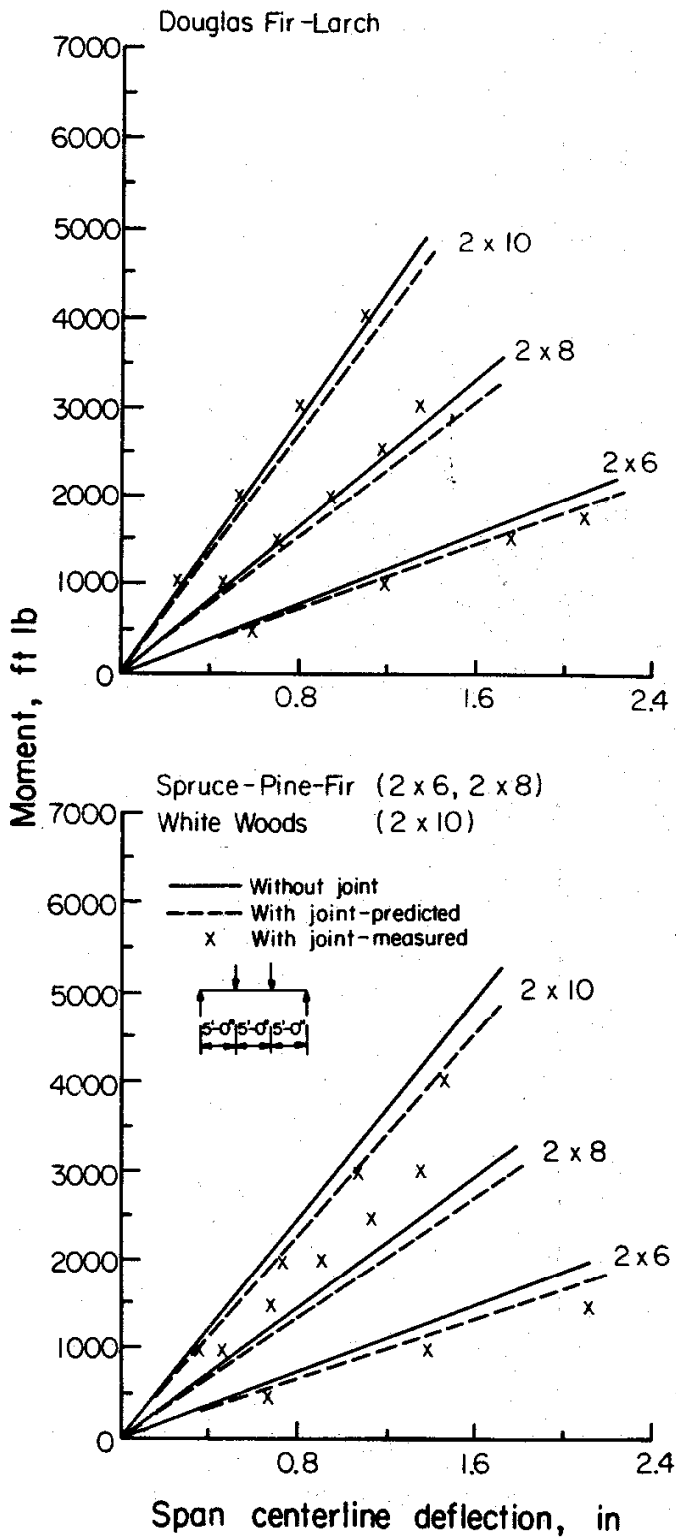 Douglas Fir-Larch
7000
6000
5000
4000
3000
2000
1000
0
2 x 10
2 x 8
2 x 6
0.8
1.6
2.4
Moment, ft lb
Spruce-Pine-Fir (2 x 6, 2 x 8)
White Woods (2 x 10)
7000
6000
5000
4000
3000
2000
1000
0
Without joint
With joint-predicted
x With joint-measured
5'-0" 5'-0" 5'-0"
2 x 10
2 x 8
2 x 6
0.8
1.6
2.4
Span centerline deflection, in